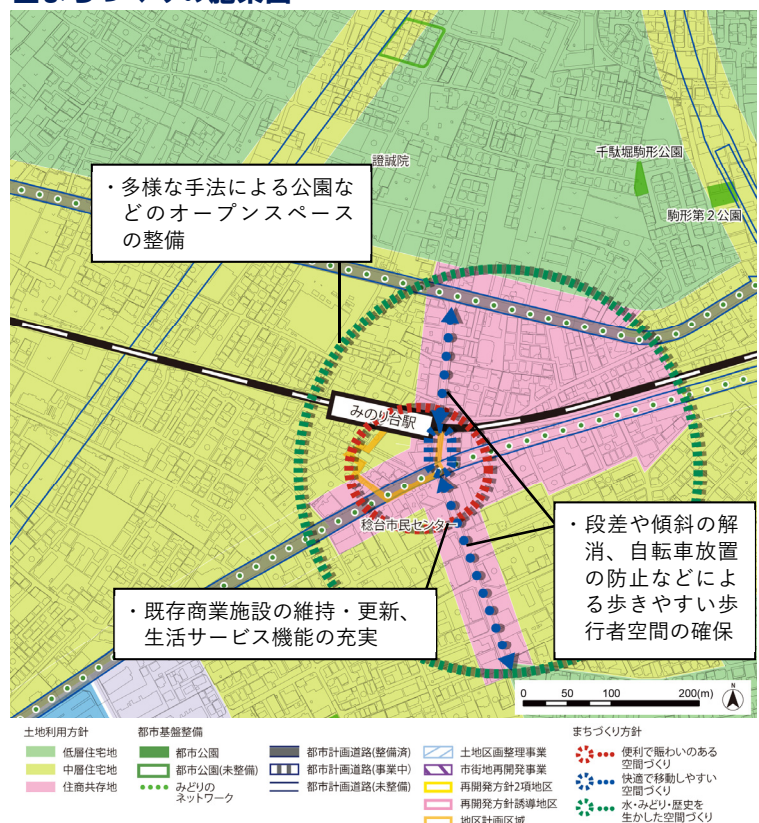 證誠院
千駄堀駒形公園
駒形第2公園
・多様な手法による公園な
どのオープンスペース
の整備
みのり台駅
稔台市民センター
・段差や傾斜の解
消、自転車放置
の防止などによ
る歩きやすい歩
行者空間の確保
・既存商業施設の維持・更新、
生活サービス機能の充実
0 50 100 200(m)
N
土地利用方針
低層住宅地
中層住宅地
住商共存地
都市基盤整備
都市公園
都市公園(未整備)
みどりの
ネットワーク
都市計画道路(整備済)
都市計画道路(事業中)
都市計画道路(未整備)
土地区画整理事業
市街地再開発事業
再開発方針2項地区
再開発方針誘導地区
地区計画区域
まちづくり方針
便利で賑わいのある
空間づくり
快適で移動しやすい
空間づくり
水・みどり・歴史を
生かした空間づくり